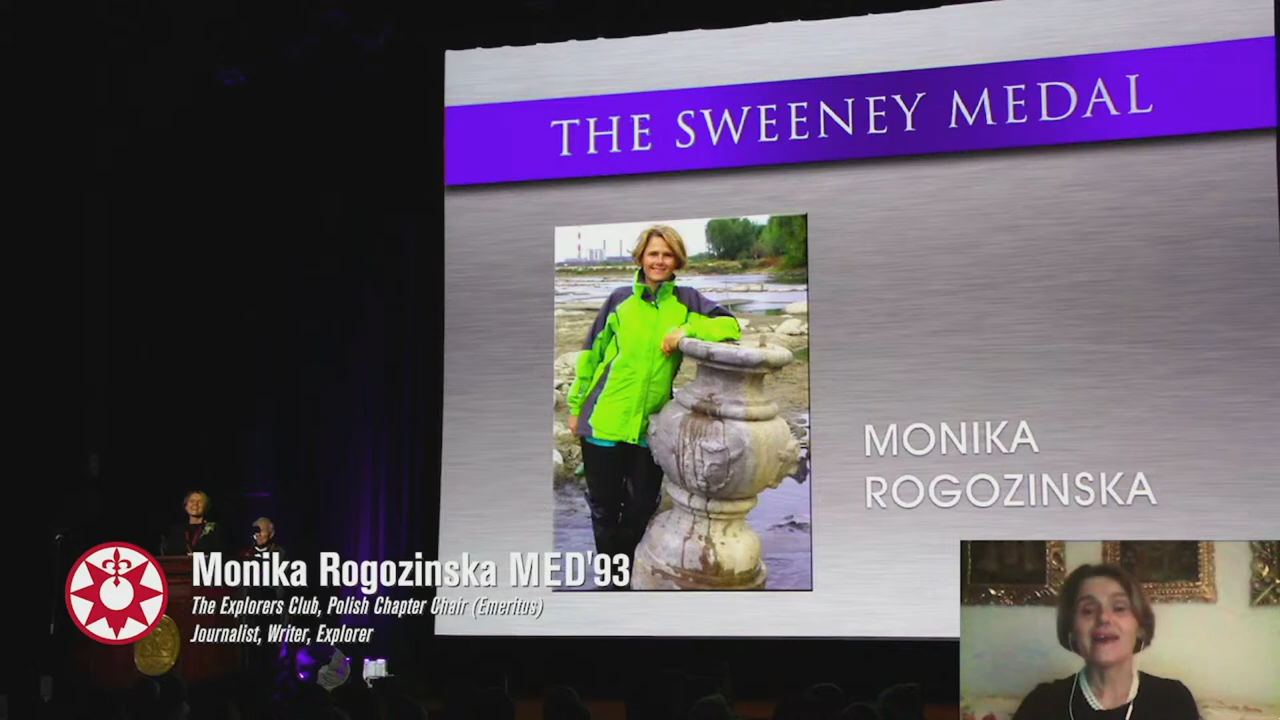 THE SWEENEY MEDAL
MONIKA
ROGOZINSKA
Monika Rogozinska MED'93
The Explorers Club, Polish Chapter Chair (Emeritus)
Journalist, Writer, Explorer